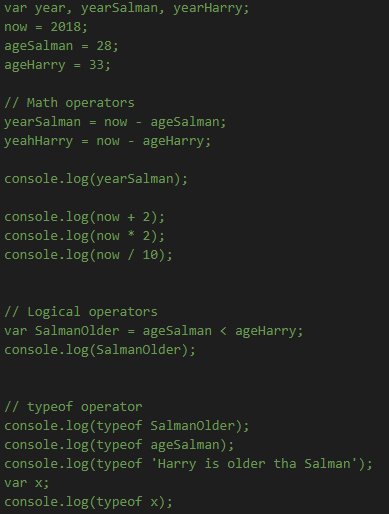 var year, yearSalman, yearHarry;
now = 2018;
ageSalman = 28;
ageHarry = 33;
// Math operators
yearSalman = now - ageSalman;
yeahHarry = now - ageHarry;
console.log(yearSalman);
console.log(now + 2);
console.log(now * 2);
console.log(now / 10);
// Logical operators
var SalmanOlder = ageSalman < ageHarry;
console.log(SalmanOlder);
// typeof operator
console.log(typeof SalmanOlder);
console.log(typeof ageSalman);
console.log(typeof 'Harry is older tha Salman');
var x;
console.log(typeof x);